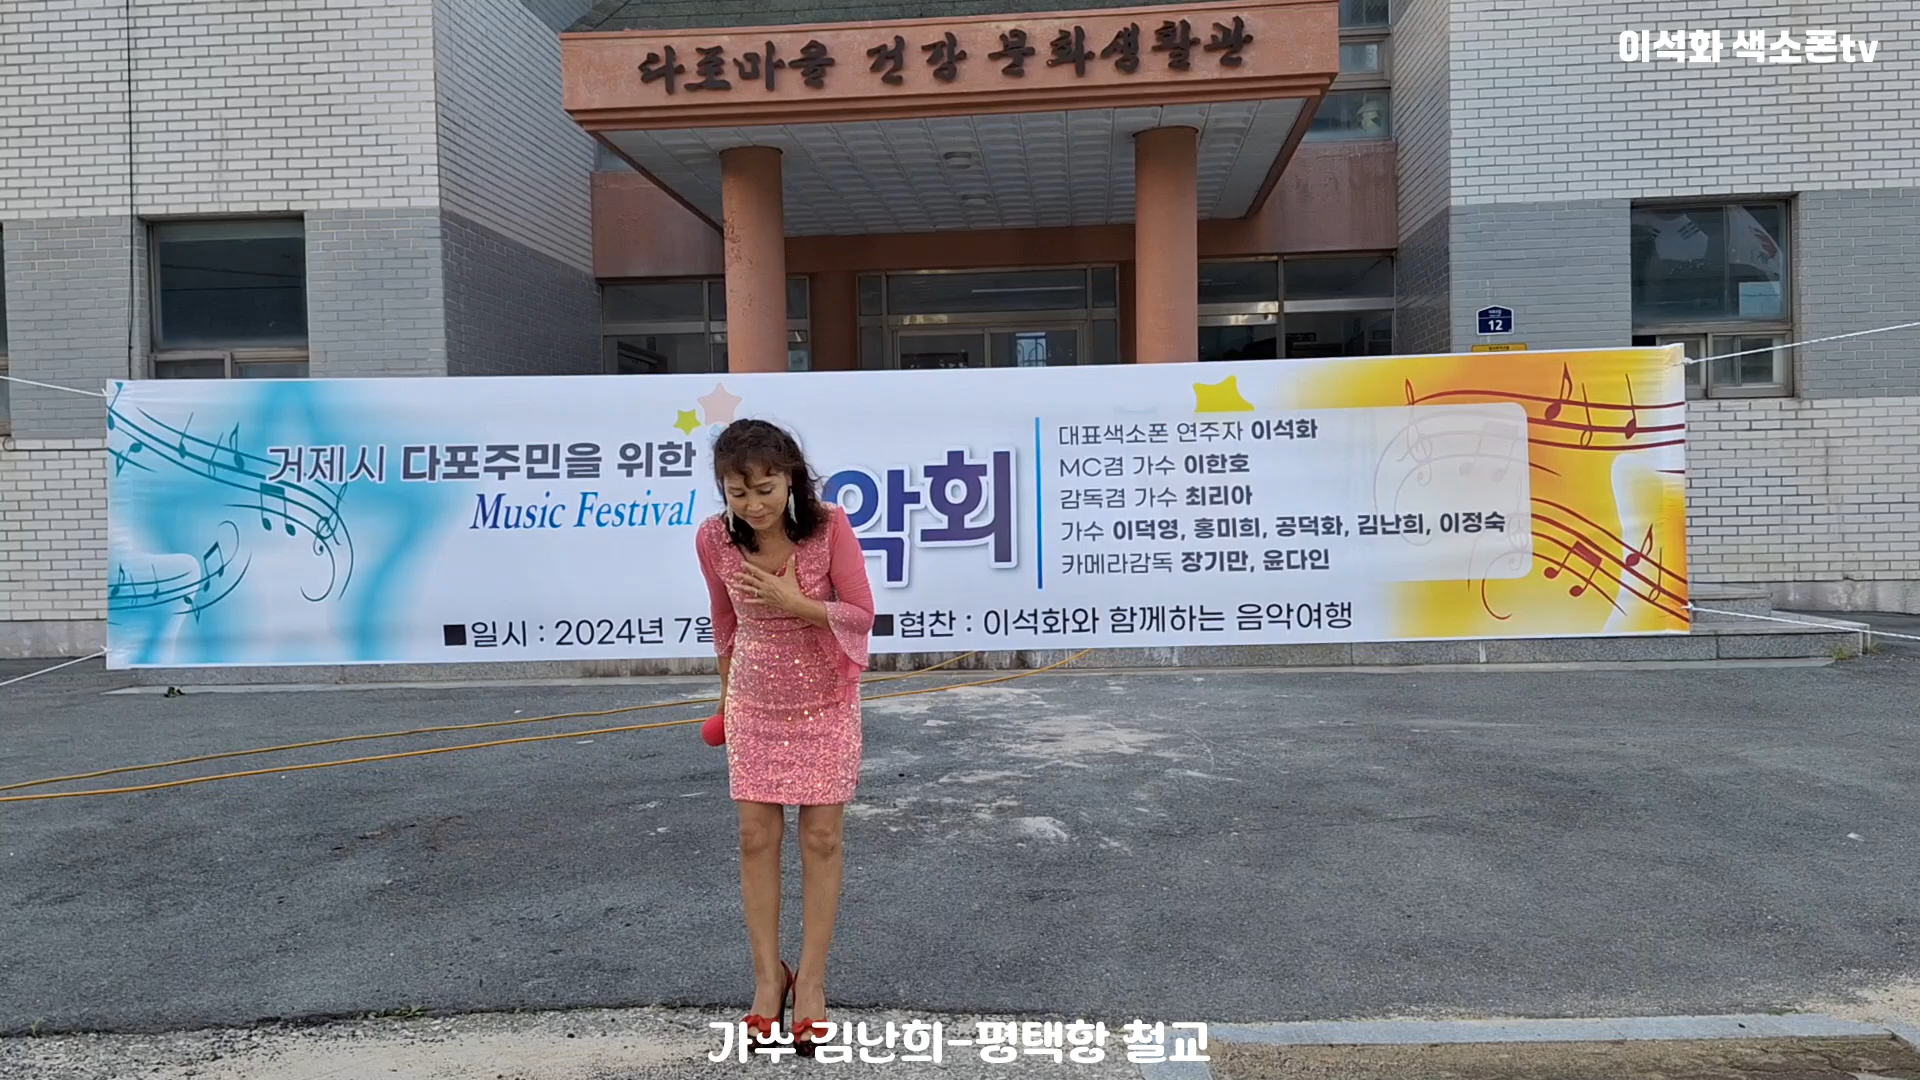 이석화 색소폰tv
다포마을 건강 문화생활관
12
거제시 다포주민을 위한
Music Festival
악회
대표색소폰 연주자 이석화
MC겸 가수 이한호
감독겸 가수 최리아
가수 이덕영, 홍미희, 공덕화, 김난희, 이정숙
카메라감독 장기만, 윤다인
■일시 : 2024년 7월
■협찬 : 이석화와 함께하는 음악여행
가수 김난희-평택항 철교